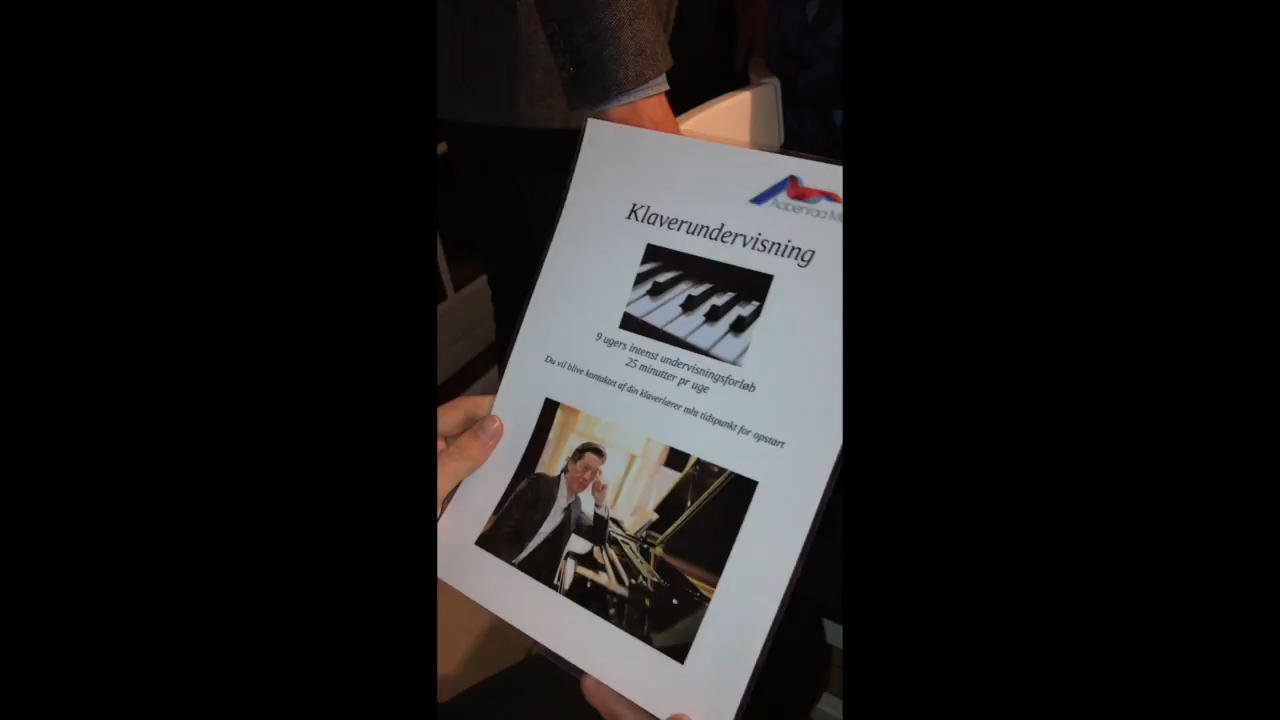 Aabenraa
Klaverundervisning
9 ugers intenst undervisningsforløb
25 minutter pr uge
Du vil blive kontaktet af din klaverlærer mht tidspunkt for opstart